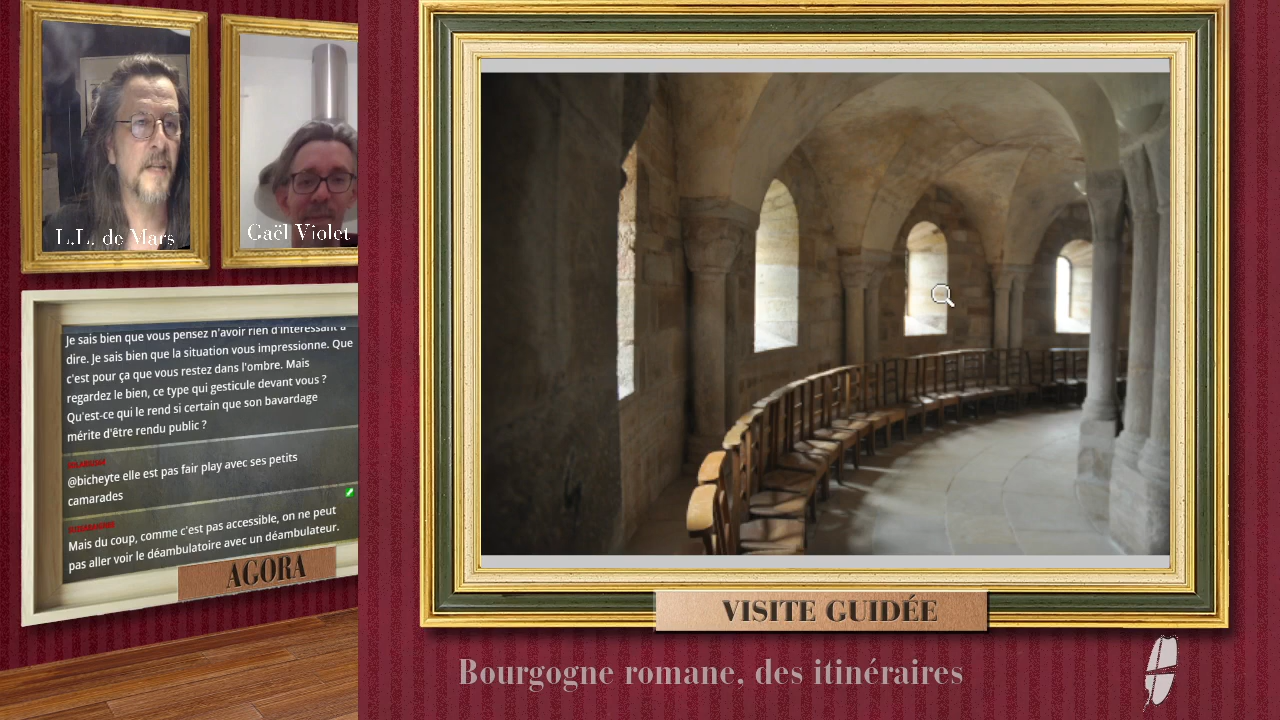 L.L. de Mars
Gaël Violet
Je sais bien que vous pensez n'avoir rien d'intéressant à
dire. Je sais bien que la situation vous impressionne. Que
c'est pour ça que vous restez dans l'ombre. Mais
regardez le bien, ce type qui gesticule devant vous ?
Qu'est-ce qui le rend si certain que son bavardage
mérite d'être rendu public ?
@bicheyte elle est pas fair play avec ses petits
camarades
Mais du coup, comme c'est pas accessible, on ne peut
pas aller voir le déambulatoire avec un déambulateur.
AGORA
VISITE GUIDÉE
Bourgogne romane, des itinéraires